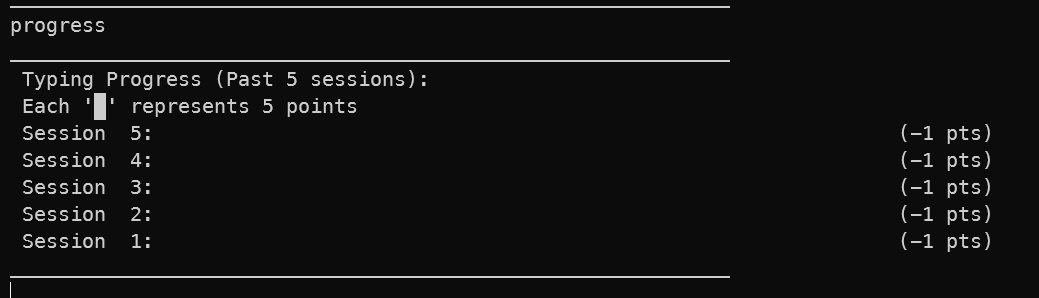 progress
Typing Progress (Past 5 sessions):
Each '█' represents 5 points
Session 5: (-1 pts)
Session 4: (-1 pts)
Session 3: (-1 pts)
Session 2: (-1 pts)
Session 1: (-1 pts)